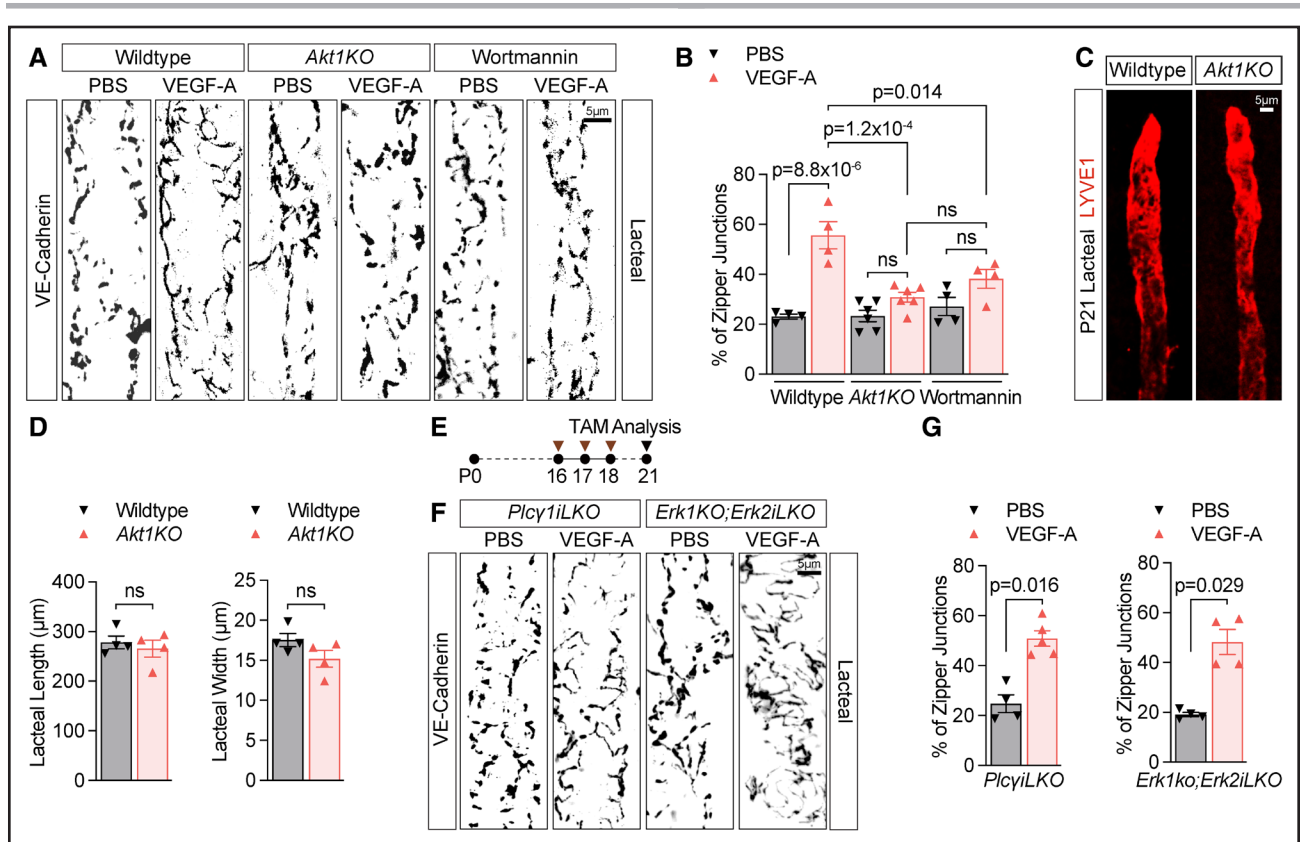 A
Wildtype
Akt1KO
Wortmannin
PBS
VEGF-A
PBS
VEGF-A
PBS
VEGF-A
5µm
VE-Cadherin
Lacteal
B
PBS
VEGF-A
p=0.014
p=1.2x10-4
p=8.8x10-6
ns
ns
ns
% of Zipper Junctions
80
60
40
20
0
Wildtype Akt1KO Wortmannin
C
Wildtype
Akt1KO
5µm
P21 Lacteal LYVE1
D
Wildtype
Akt1KO
ns
Lacteal Length (µm)
400
300
200
100
0
Wildtype
Akt1KO
ns
Lacteal Width (µm)
25
20
15
10
5
0
E
TAM Analysis
P0 16 17 18 21
F
Plcγ1iLKO
Erk1KO;Erk2iLKO
PBS
VEGF-A
PBS
VEGF-A
5µm
VE-Cadherin
Lacteal
G
PBS
VEGF-A
p=0.016
% of Zipper Junctions
80
60
40
20
0
PlcγiLKO
PBS
VEGF-A
p=0.029
% of Zipper Junctions
80
60
40
20
0
Erk1ko;Erk2iLKO